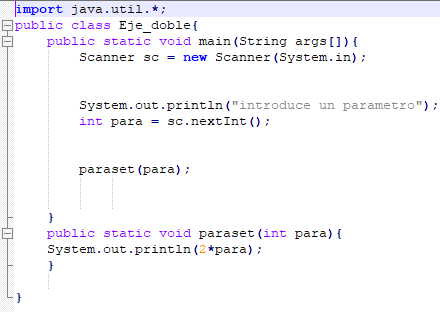 import java.util.*;
public class Eje_doble{
public static void main(String args[]){
Scanner sc = new Scanner(System.in);
System.out.println("introduce un parametro");
int para = sc.nextInt();
paraset(para);
}
public static void paraset(int para){
System.out.println(2*para);
}
}